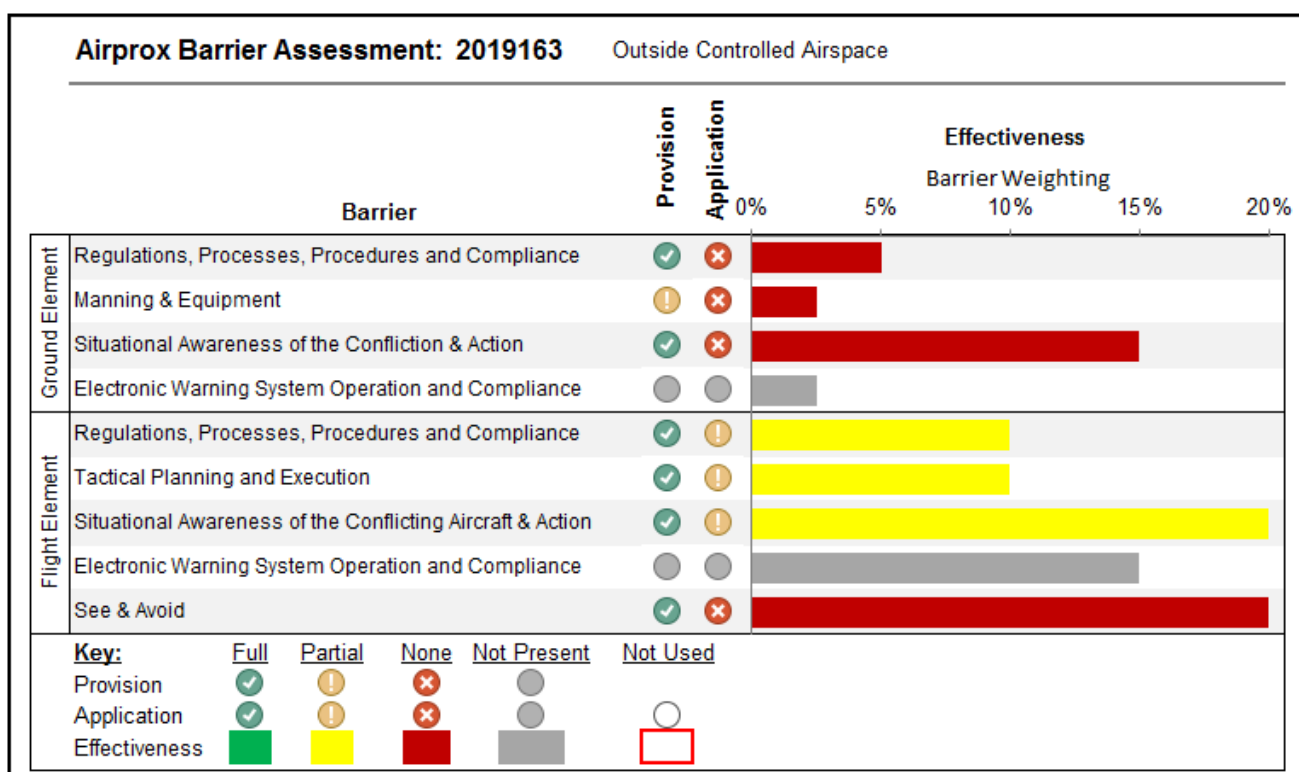 Airprox Barrier Assessment: 2019163 Outside Controlled Airspace
Barrier Provision Application Effectiveness
Barrier Weighting
0% 5% 10% 15% 20%
Ground Element
Regulations, Processes, Procedures and Compliance
Manning & Equipment
Situational Awareness of the Confliction & Action
Electronic Warning System Operation and Compliance
Flight Element
Regulations, Processes, Procedures and Compliance
Tactical Planning and Execution
Situational Awareness of the Conflicting Aircraft & Action
Electronic Warning System Operation and Compliance
See & Avoid
Key: Full Partial None Not Present Not Used
Provision
Application
Effectiveness